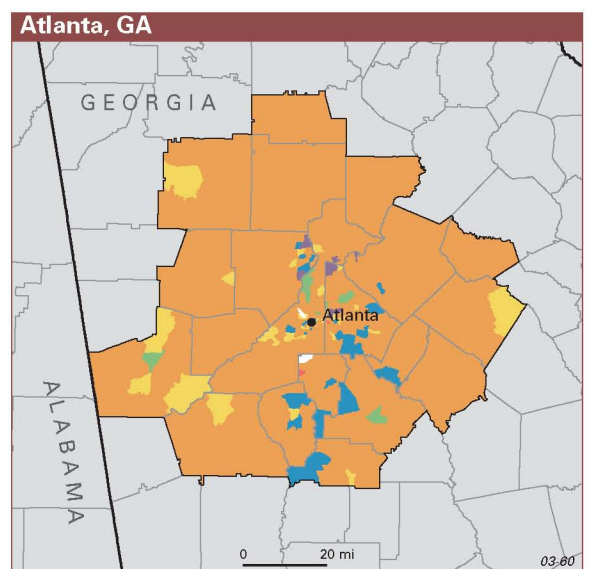 Atlanta, GA
GEORGIA
Atlanta
ALABAMA
0 20 mi
03-60